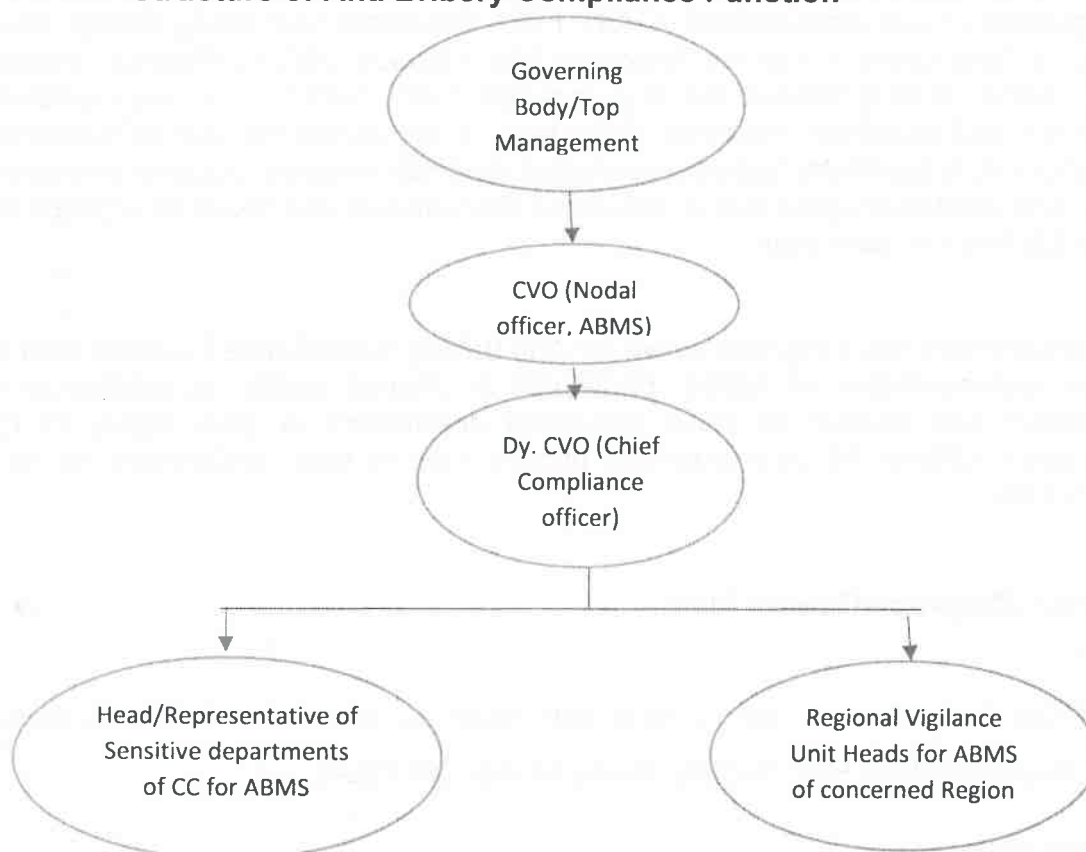 Structure of Anti Bribery Compliance Function
Governing
Body/Top
Management
CVO (Nodal
officer, ABMS)
Dy. CVO (Chief
Compliance
officer)
Head/Representative of
Sensitive departments
of CC for ABMS
Regional Vigilance
Unit Heads for ABMS
of concerned Region